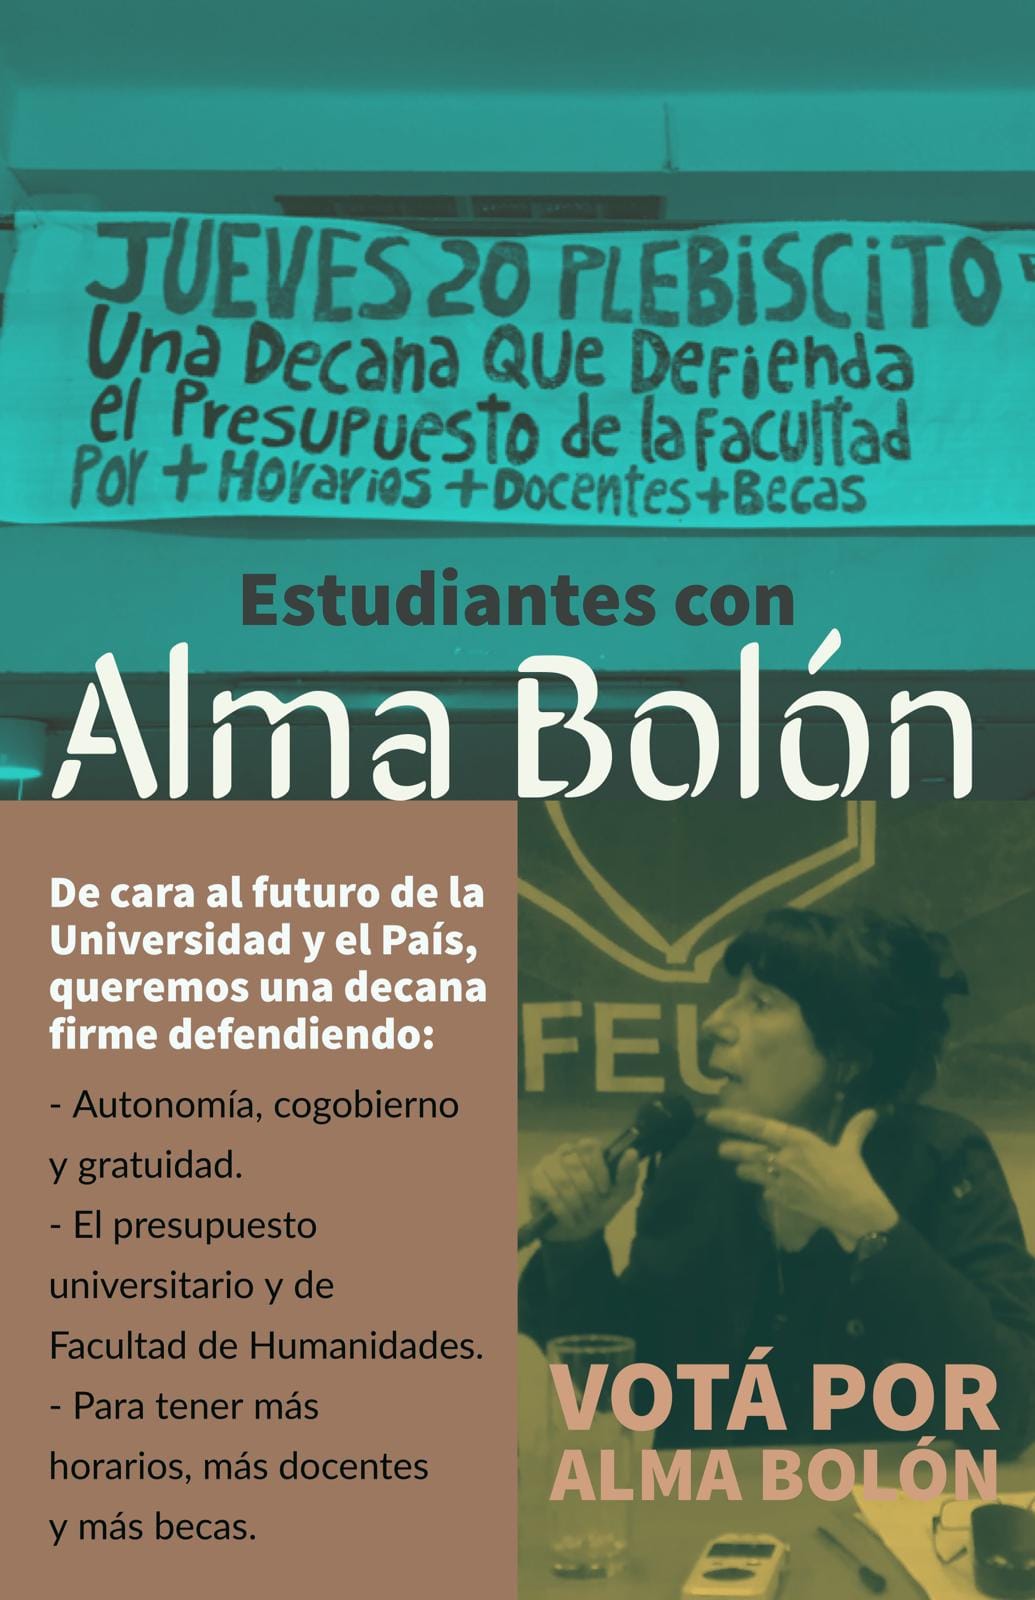 JUEVES 20 PLEBISCITO
Una Decana Que Defienda
el Presupuesto de la Facultad
Por + Horarios + Docentes + Becas
Estudiantes con
Alma Bolón
De cara al futuro de la
Universidad y el País,
queremos una decana
firme defendiendo:
- Autonomía, cogobierno
y gratuidad.
- El presupuesto
universitario y de
Facultad de Humanidades.
- Para tener más
horarios, más docentes
y más becas.
FEU
VOTÁ POR
ALMA BOLÓN